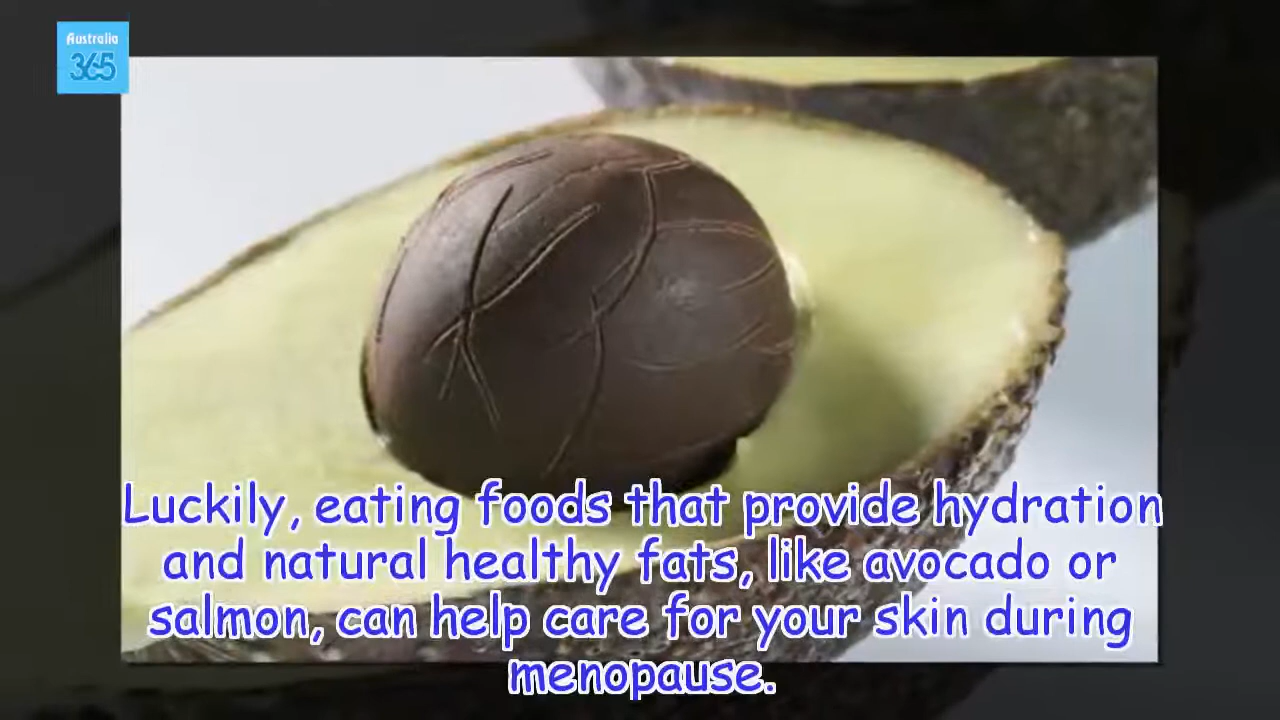 Australia
365
Luckily, eating foods that provide hydration
and natural healthy fats, like avocado or
salmon, can help care for your skin during
menopause.